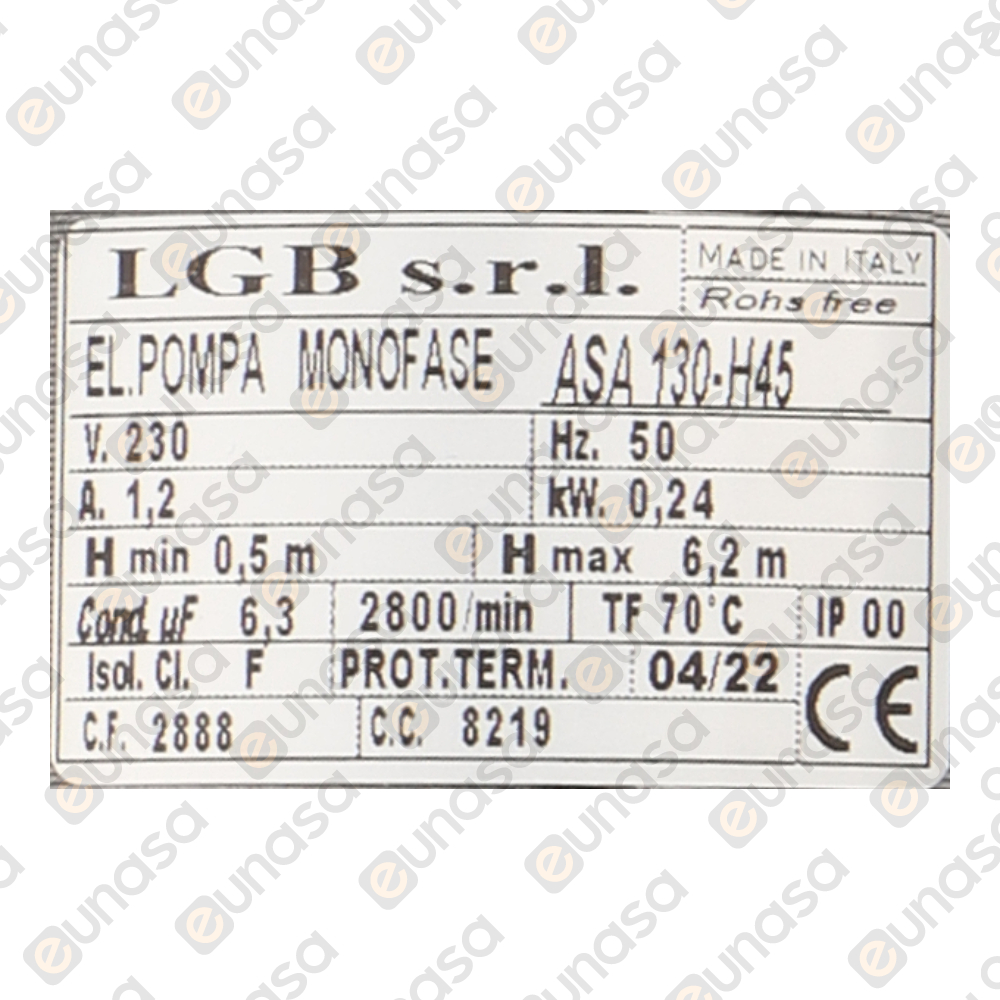 LGB s.r.l.
MADE IN ITALY
Rohs free
EL.POMPA MONOFASE ASA 130-H45
V. 230 Hz. 50
A. 1,2 kW. 0,24
H min 0,5 m H max 6,2 m
Cond. µF 6,3 2800/min TF 70°C IP 00
Isol. Cl. F PROT.TERM. 04/22 CE
C.F. 2888 C.C. 8219
eunasa